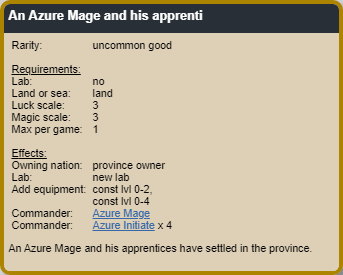 An Azure Mage and his apprenti
Rarity: uncommon good
Requirements:
Lab: no
Land or sea: land
Luck scale: 3
Magic scale: 3
Max per game: 1
Effects:
Owning nation: province owner
Lab: new lab
Add equipment: const lvl 0-2,
const lvl 0-4
Commander: Azure Mage
Commander: Azure Initiate x 4
An Azure Mage and his apprentices have settled in the province.